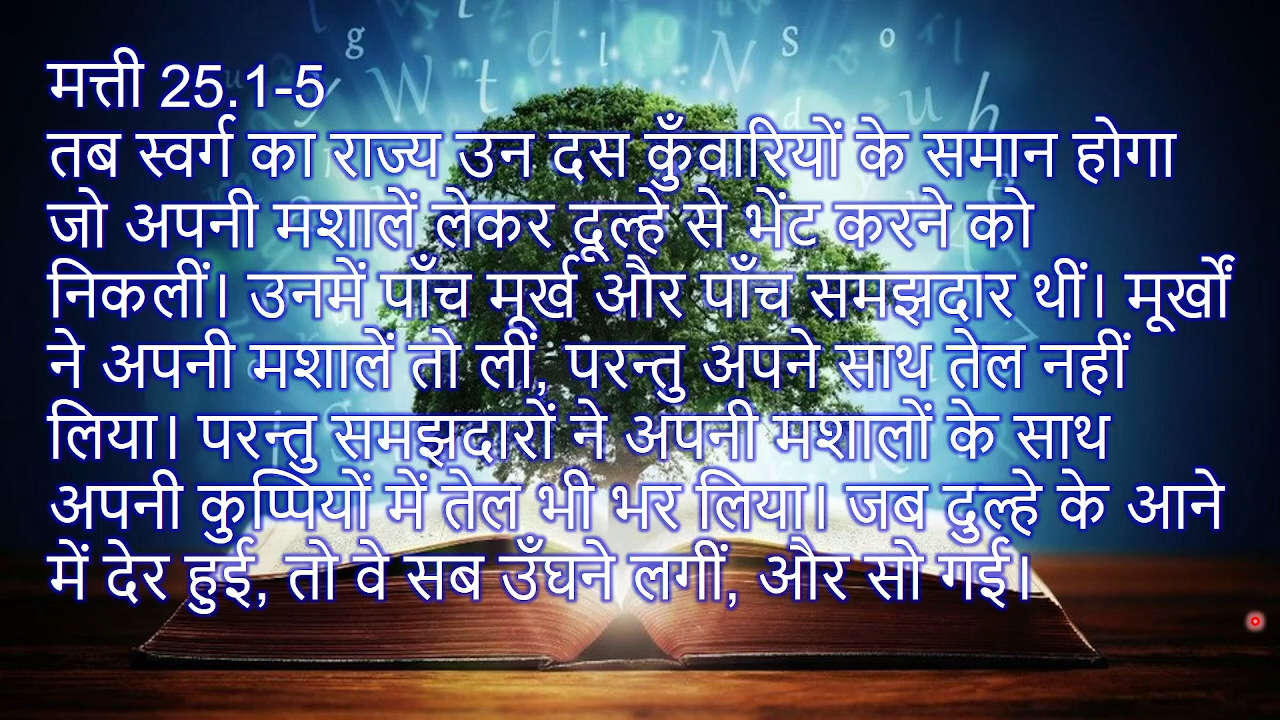 मत्ती 25.1-5
तब स्वर्ग का राज्य उन दस कुँवारियों के समान होगा
जो अपनी मशालें लेकर दूल्हे से भेंट करने को
निकलीं। उनमें पाँच मूर्ख और पाँच समझदार थीं। मूर्खों
ने अपनी मशालें तो लीं, परन्तु अपने साथ तेल नहीं
लिया। परन्तु समझदारों ने अपनी मशालों के साथ
अपनी कुप्पियों में तेल भी भर लिया। जब दुल्हे के आने
में देर हुई, तो वे सब उँघने लगीं, और सो गई।